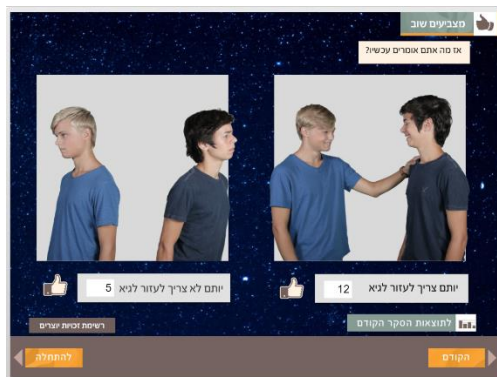 מצביעים שוב
אז מה אתם אומרים עכשיו?
יותם צריך לעזור לגיא 12
יותם לא צריך לעזור לגיא 5
לתוצאות הסקר הקודם
רשימת זכויות יוצרים
הקודם
להתחלה